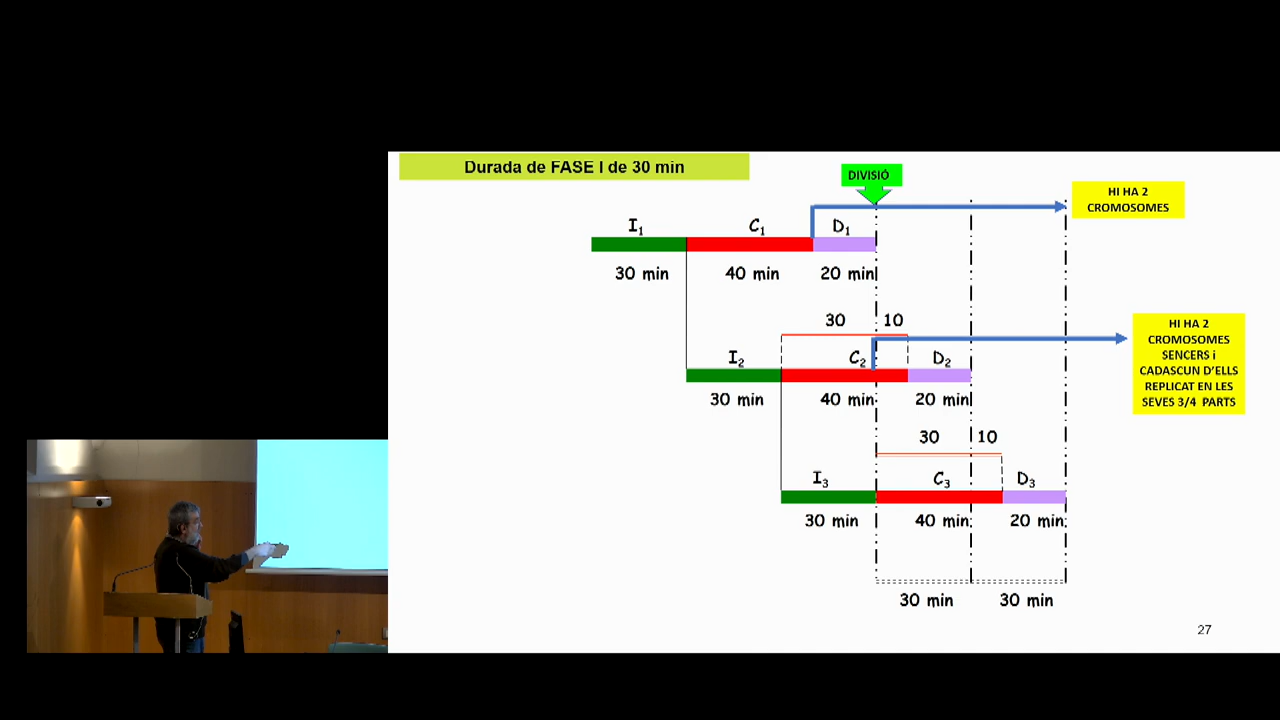 Durada de FASE I de 30 min
DIVISIÓ
HI HA 2
CROMOSOMES
I1 C1 D1
30 min 40 min 20 min
30 10
I2 C2 D2
30 min 40 min 20 min
HI HA 2
CROMOSOMES
SENCERS i
CADASCUN D'ELLS
REPLICAT EN LES
SEVES 3/4 PARTS
30 10
I3 C3 D3
30 min 40 min 20 min
30 min 30 min
27